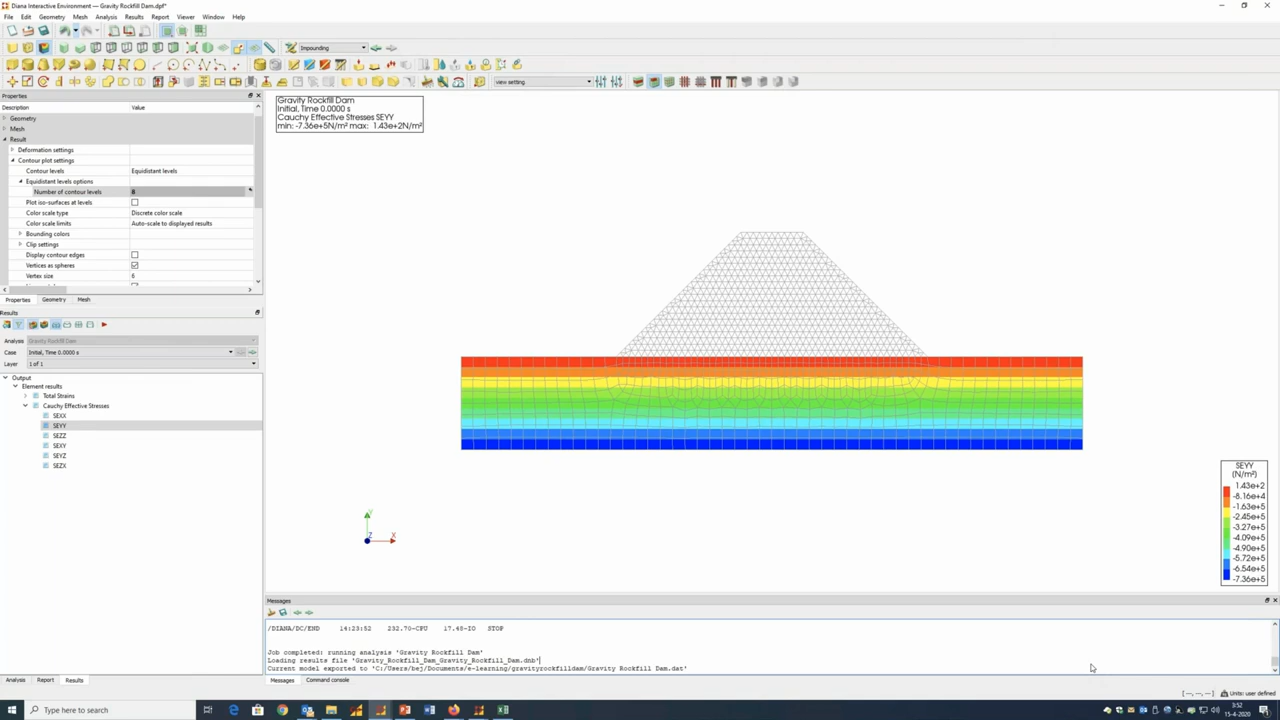 Diana Interactive Environment — Gravity Rockfill Dam.dpf*
File Edit Geometry Mesh Analysis Results Report Viewer Window Help
Impounding
view setting.
Properties
Description Value
Geometry
Mesh
Result
Deformation settings
Contour plot settings
Contour levels Equidistant levels
Equidistant levels options
Number of contour levels 8
Plot iso-surfaces at levels
Color scale type Discrete color scale
Color scale limits Auto-scale to displayed results
Bounding colors
Clip settings
Display contour edges
Vertices as spheres
Vertex size 6
Properties Geometry Mesh
Results
Analysis Gravity Rockfill Dam
Case Initial, Time 0.0000 s
Layer 1 of 1
Output
Element results
Total Strains
Cauchy Effective Stresses
SEXX
SEYY
SEZZ
SEXY
SEYZ
SEZX
Analysis Report Results
Gravity Rockfill Dam
Initial, Time 0.0000 s
Cauchy Effective Stresses SEYY
min: -7.36e+5N/m² max: 1.43e+2N/m²
Y
Z X
SEYY
(N/m²)
1.43e+2
-8.16e+4
-1.63e+5
-2.45e+5
-3.27e+5
-4.09e+5
-4.90e+5
-5.72e+5
-6.54e+5
-7.36e+5
Messages
/DIANA/DC/END 14:23:52 232.70-CPU 17.48-IO STOP
Job completed: running analysis 'Gravity Rockfill Dam'
Loading results file 'Gravity_Rockfill_Dam_Gravity_Rockfill_Dam.dnb'
Current model exported to 'C:/Users/bej/Documents/e-learning/gravityrockfilldam/Gravity Rockfill Dam.dat'
Messages Command console
[---, ---, ---] Units: user defined
Type here to search
3:52
15-4-2020